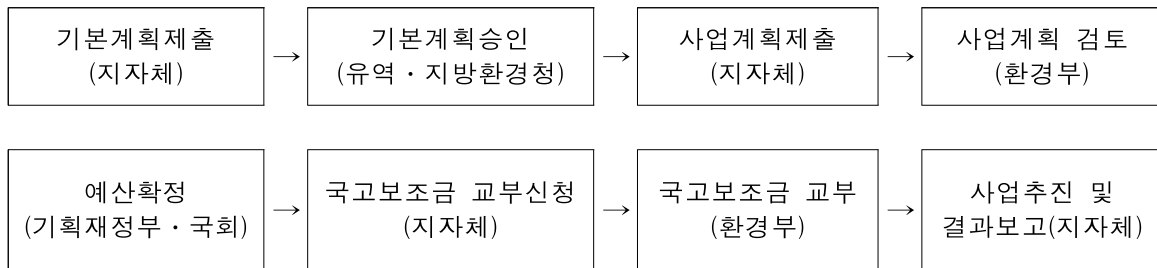 기본계획제출
(지자체)
→
기본계획승인
(유역・지방환경청)
→
사업계획제출
(지자체)
→
사업계획 검토
(환경부)
예산확정
(기획재정부・국회)
→
국고보조금 교부신청
(지자체)
→
국고보조금 교부
(환경부)
→
사업추진 및
결과보고(지자체)